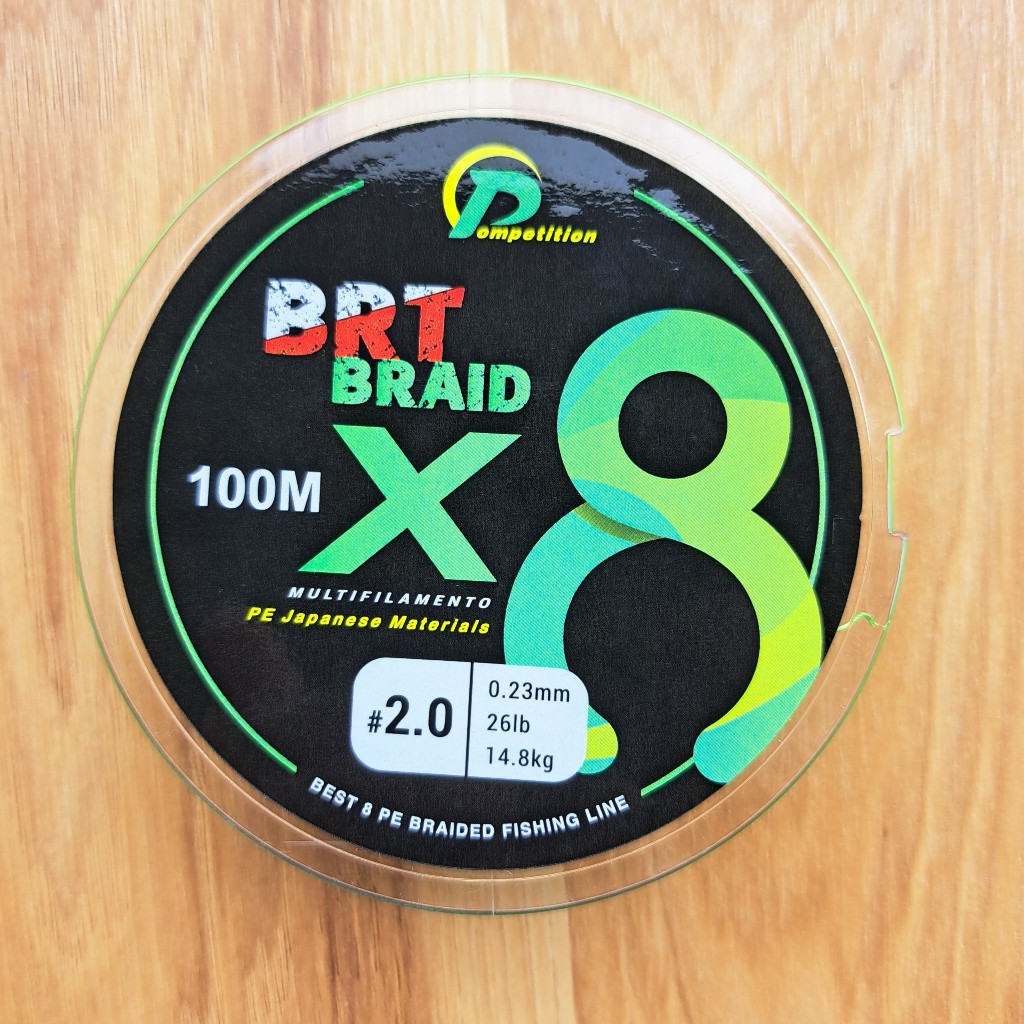 Pompetition
BRT
BRAID
X8
100M
MULTIFILAMENTO
PE Japanese Materials
#2.0
0.23mm
26lb
14.8kg
BEST 8 PE BRAIDED FISHING LINE